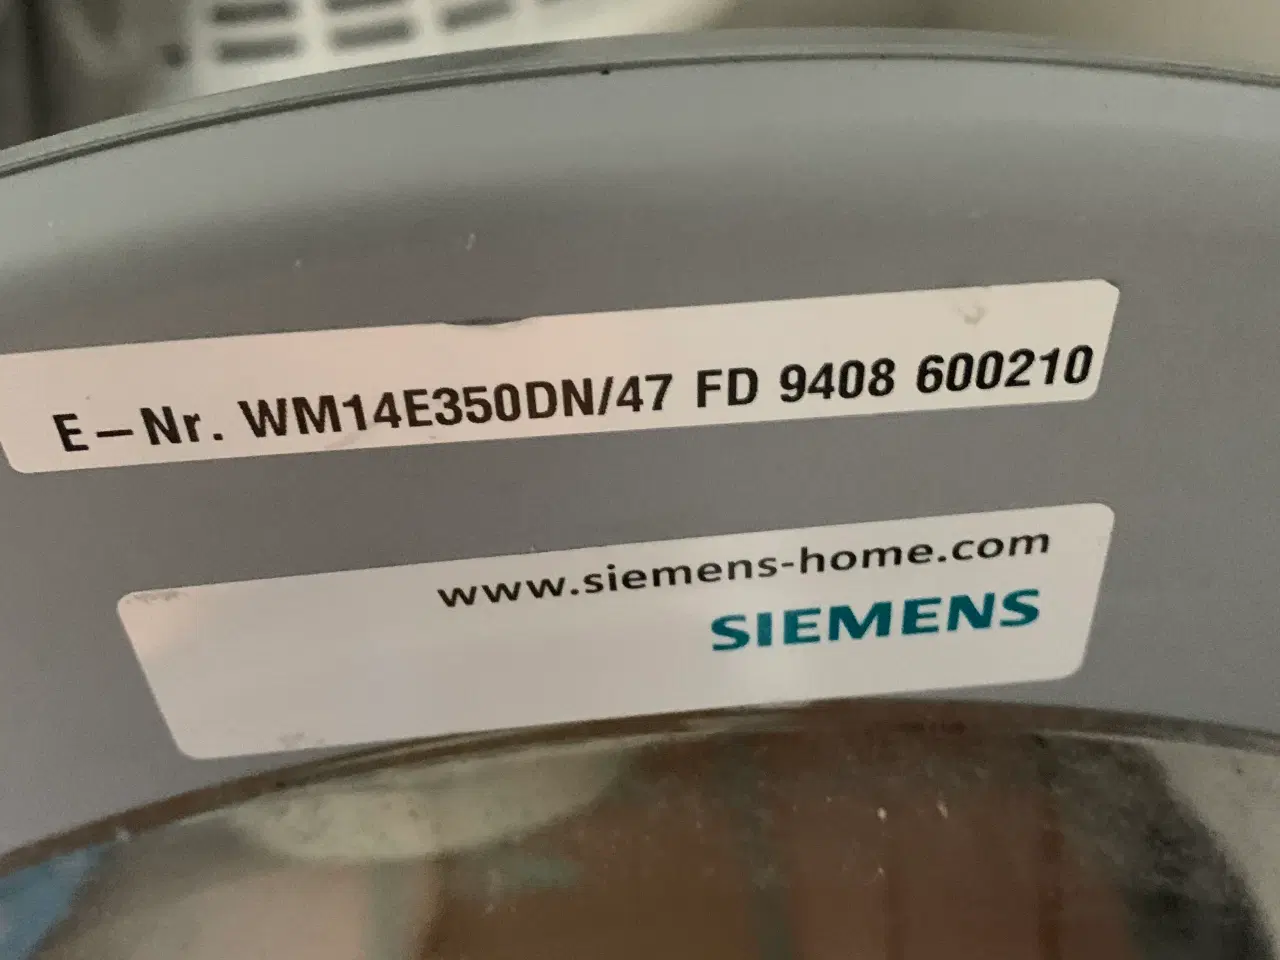 E-Nr. WM14E350DN/47 FD 9408 600210
www.siemens-home.com
SIEMENS